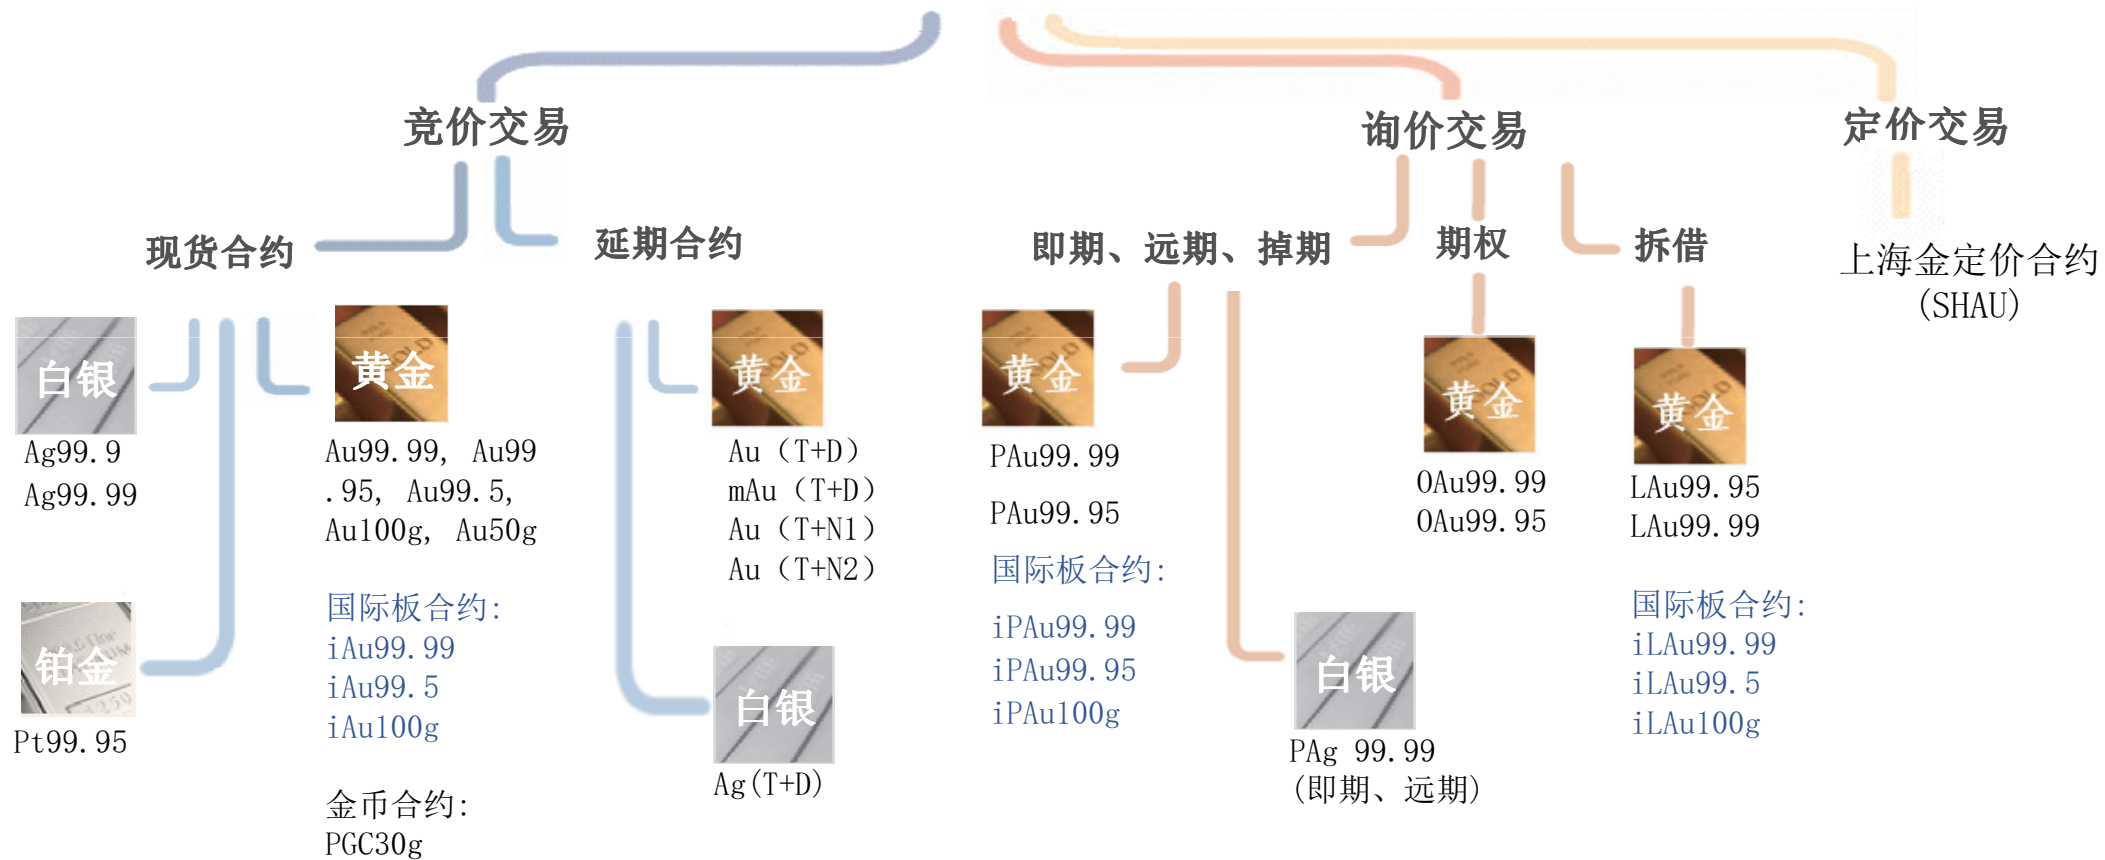 竞价交易
询价交易
定价交易
现货合约
延期合约
即期、远期、掉期
期权
拆借
上海金定价合约
(SHAU)
白银
Ag99.9
Ag99.99
铂金
Pt99.95
黄金
Au99.99, Au99
.95, Au99.5,
Au100g, Au50g
国际板合约:
iAu99.99
iAu99.5
iAu100g
金币合约:
PGC30g
黄金
Au（T+D）
mAu（T+D）
Au（T+N1）
Au（T+N2）
白银
Ag(T+D)
黄金
PAu99.99
PAu99.95
国际板合约:
iPAu99.99
iPAu99.95
iPAu100g
白银
PAg 99.99
(即期、远期)
黄金
OAu99.99
OAu99.95
黄金
LAu99.95
LAu99.99
国际板合约:
iLAu99.99
iLAu99.5
iLAu100g